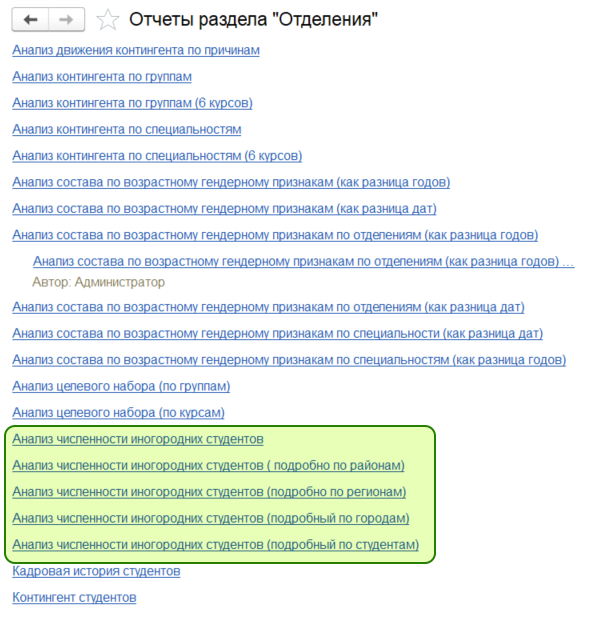 Отчеты раздела "Отделения"
Анализ движения контингента по причинам
Анализ контингента по группам
Анализ контингента по группам (6 курсов)
Анализ контингента по специальностям
Анализ контингента по специальностям (6 курсов)
Анализ состава по возрастному гендерному признакам (как разница годов)
Анализ состава по возрастному гендерному признакам (как разница дат)
Анализ состава по возрастному гендерному признакам по отделениям (как разница годов)
Анализ состава по возрастному гендерному признакам по отделениям (как разница годов) ...
Автор: Администратор
Анализ состава по возрастному гендерному признакам по отделениям (как разница дат)
Анализ состава по возрастному гендерному признакам по специальности (как разница дат)
Анализ состава по возрастному гендерному признакам по специальностям (как разница годов)
Анализ целевого набора (по группам)
Анализ целевого набора (по курсам)
Анализ численности иногородних студентов
Анализ численности иногородних студентов ( подробно по районам)
Анализ численности иногородних студентов (подробно по регионам)
Анализ численности иногородних студентов (подробный по городам)
Анализ численности иногородних студентов (подробный по студентам)
Кадровая история студентов
Контингент студентов